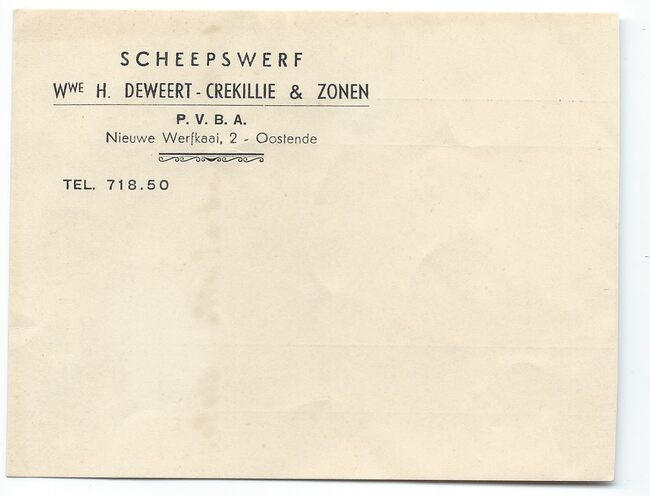 SCHEEPSWERF
Wwe H. DEWEERT - CREKILLIE & ZONEN
P. V. B. A.
Nieuwe Werfkaai, 2 - Oostende
TEL. 718.50